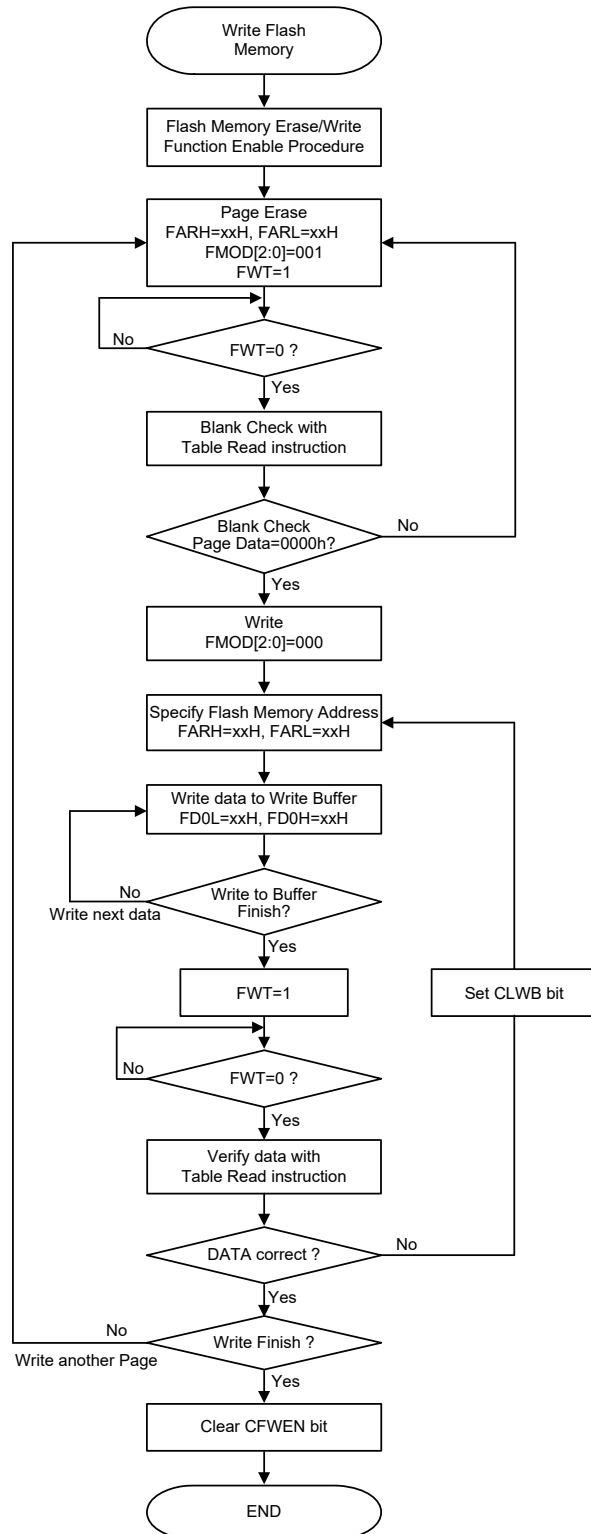 Write Flash
Memory
Flash Memory Erase/Write
Function Enable Procedure
Page Erase
FARH=xxH, FARL=xxH
FMOD[2:0]=001
FWT=1
No
FWT=0 ?
Yes
Blank Check with
Table Read instruction
Blank Check
Page Data=0000h?
No
Yes
Write
FMOD[2:0]=000
Specify Flash Memory Address
FARH=xxH, FARL=xxH
Write data to Write Buffer
FD0L=xxH, FD0H=xxH
No
Write next data
Write to Buffer
Finish?
Yes
FWT=1
Set CLWB bit
No
FWT=0 ?
Yes
Verify data with
Table Read instruction
DATA correct ?
No
Yes
No
Write another Page
Write Finish ?
Yes
Clear CFWEN bit
END